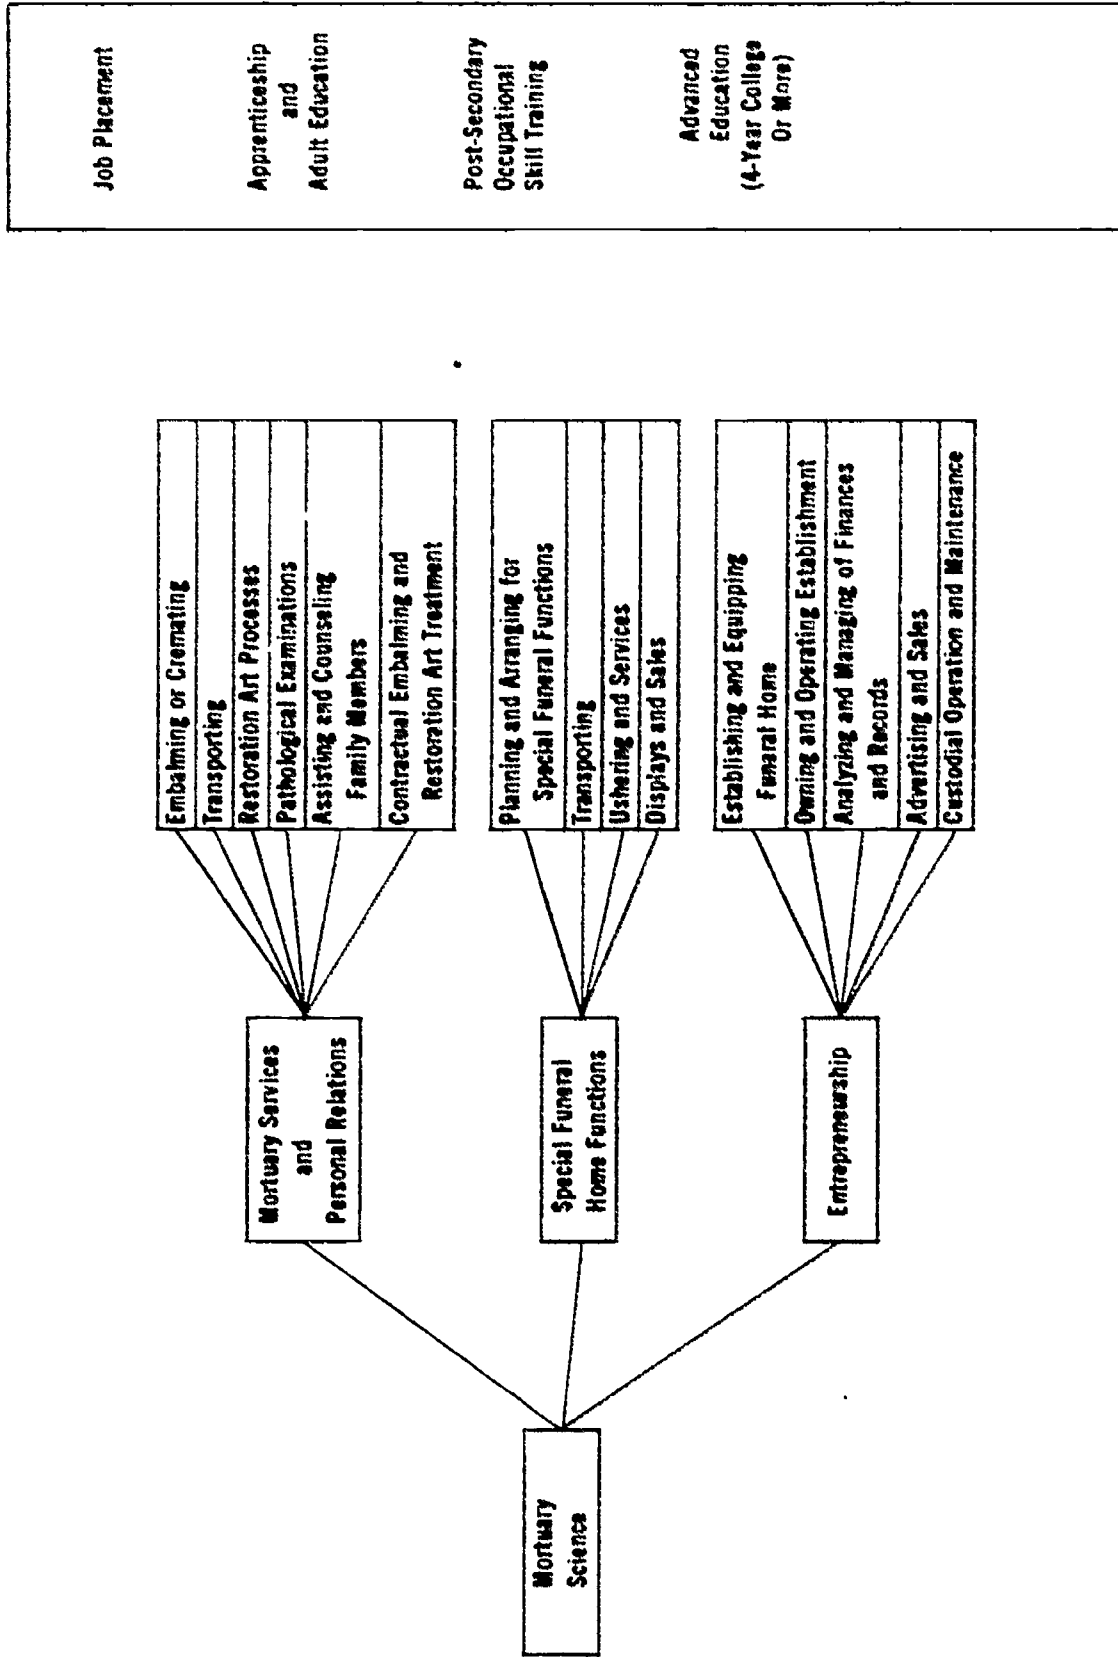 Mortuary
Science
Mortuary Services
and
Personal Relations
Special Funeral
Home Functions
Entrepreneurship
Embalming or Cremating
Transporting
Restoration Art Processes
Pathological Examinations
Assisting and Counseling
Family Members
Contractual Embalming and
Restoration Art Treatment
Planning and Arranging for
Special Funeral Functions
Transporting
Ushering and Services
Displays and Sales
Establishing and Equipping
Funeral Home
Owning and Operating Establishment
Analyzing and Managing of Finances
and Records
Advertising and Sales
Custodial Operation and Maintenance
Job Placement
Apprenticeship
and
Adult Education
Post-Secondary
Occupational
Skill Training
Advanced
Education
(4-Year College
Or More)